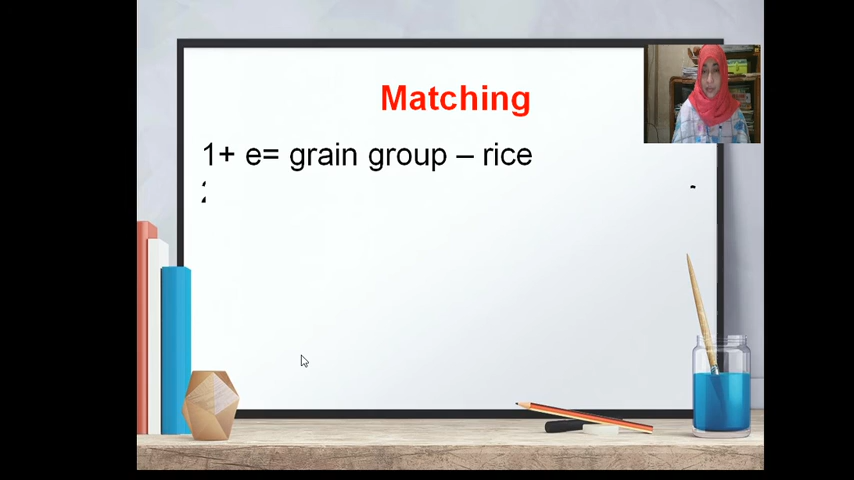 Matching
1+ e= grain group – rice